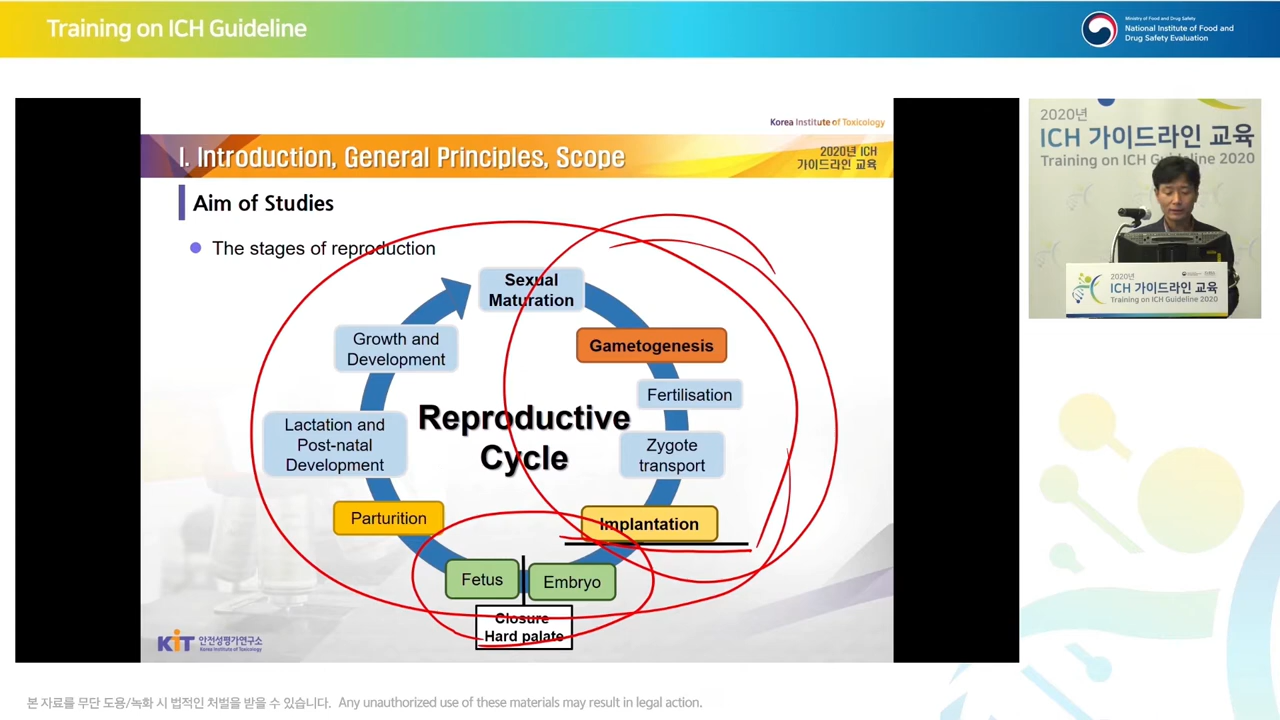 Training on ICH Guideline
Ministry of Food and Drug Safety
National Institute of Food and
Drug Safety Evaluation
Korea Institute of Toxicology
I. Introduction, General Principles, Scope
2020년 ICH
가이드라인 교육
Aim of Studies
The stages of reproduction
Sexual
Maturation
Gametogenesis
Fertilisation
Zygote
transport
Implantation
Embryo
Fetus
Closure
Hard palate
Parturition
Lactation and
Post-natal
Development
Growth and
Development
Reproductive
Cycle
KIT 안전성평가연구소
Korea Institute of Toxicology
2020년
ICH 가이드라인 교육
Training on ICH Guideline 2020
2020년
ICH 가이드라인 교육
Training on ICH Guideline 2020
본 자료를 무단 도용/녹화 시 법적인 처벌을 받을 수 있습니다. Any unauthorized use of these materials may result in legal action.